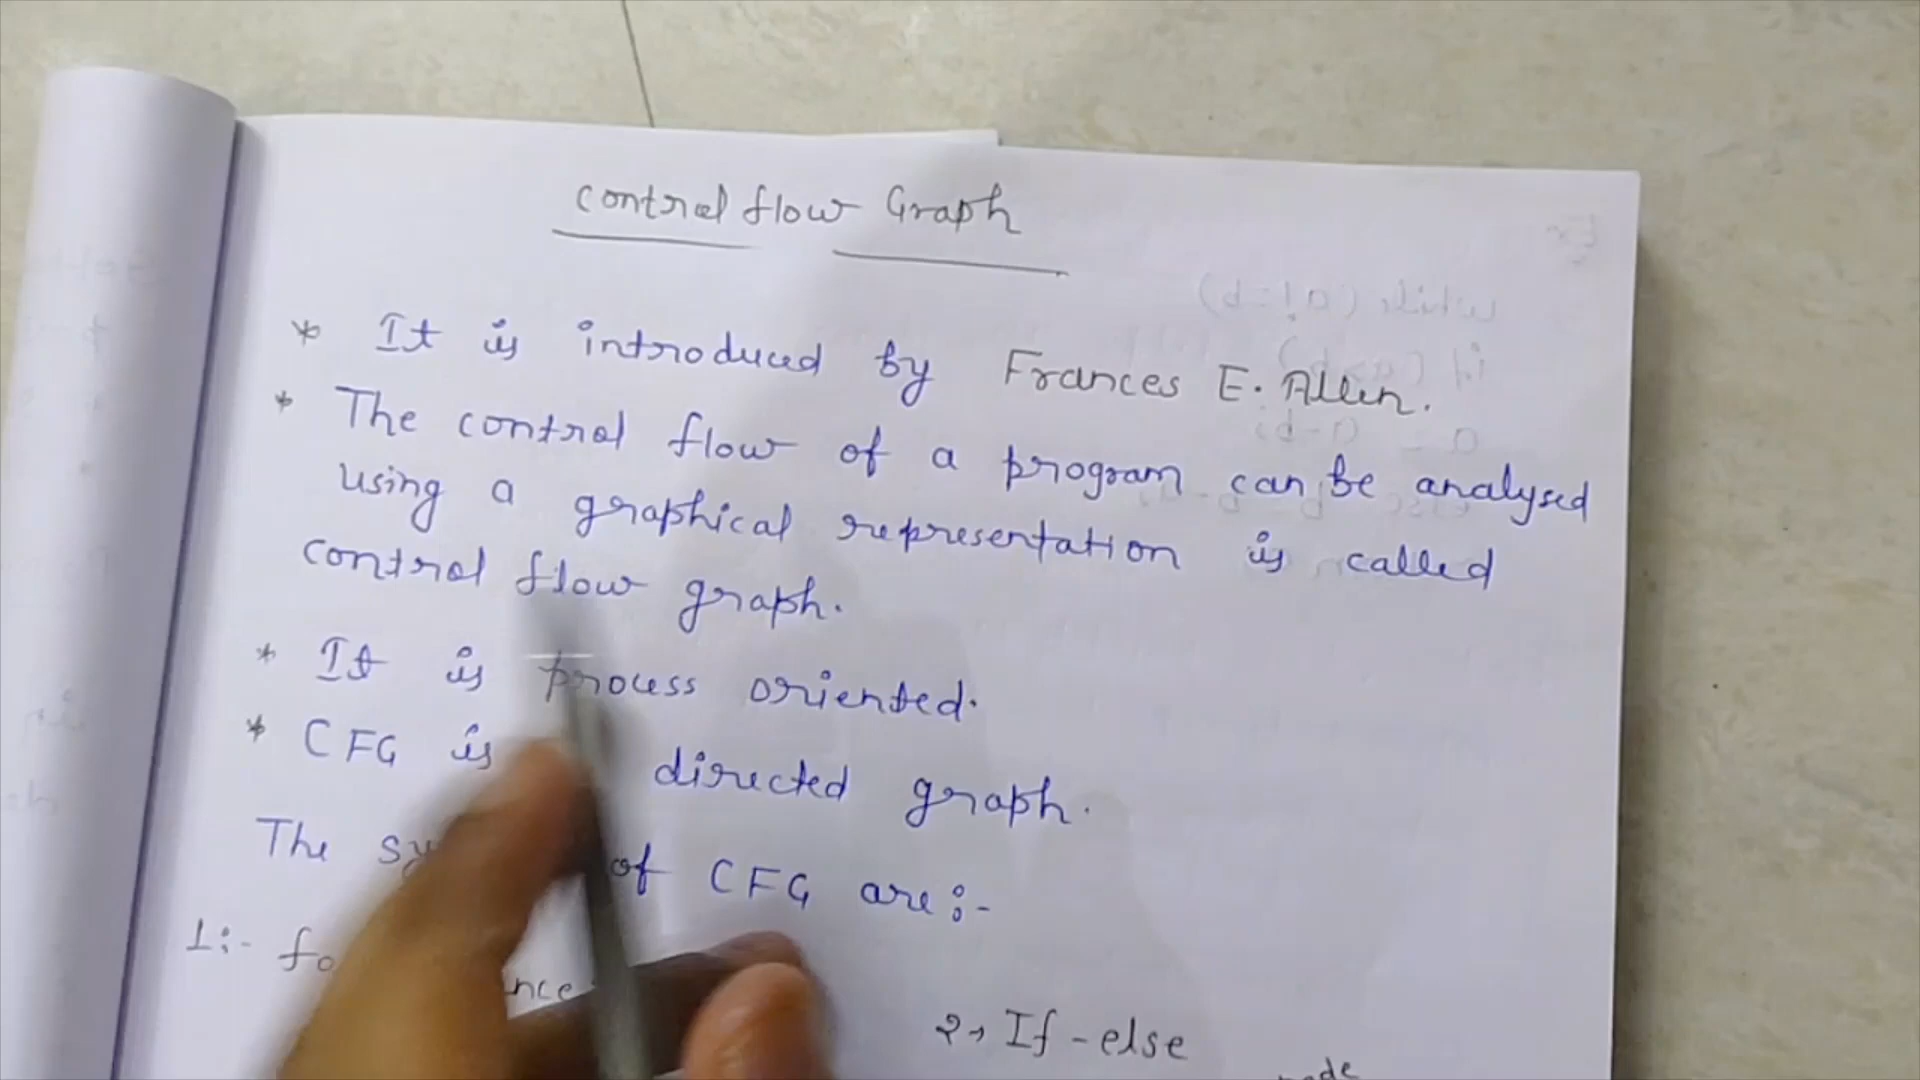 Control flow Graph
* It is introduced by Frances E. Allen.
* The control flow of a program can be analysed
using a graphical representation is called
control flow graph.
* It is process oriented.
* CFG is directed graph.
The of CFG are :-
1:-
2, If - else